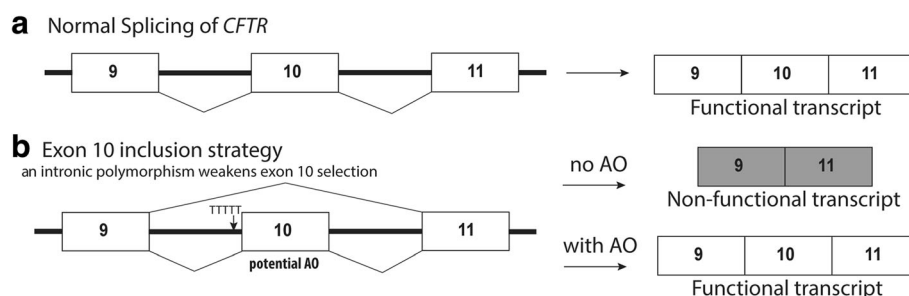 a Normal Splicing of CFTR
9 10 11
9 10 11
Functional transcript
b Exon 10 inclusion strategy
an intronic polymorphism weakens exon 10 selection
no AO
9 11
Non-functional transcript
TTTTT
9 10 11
potential AO
with AO
9 10 11
Functional transcript